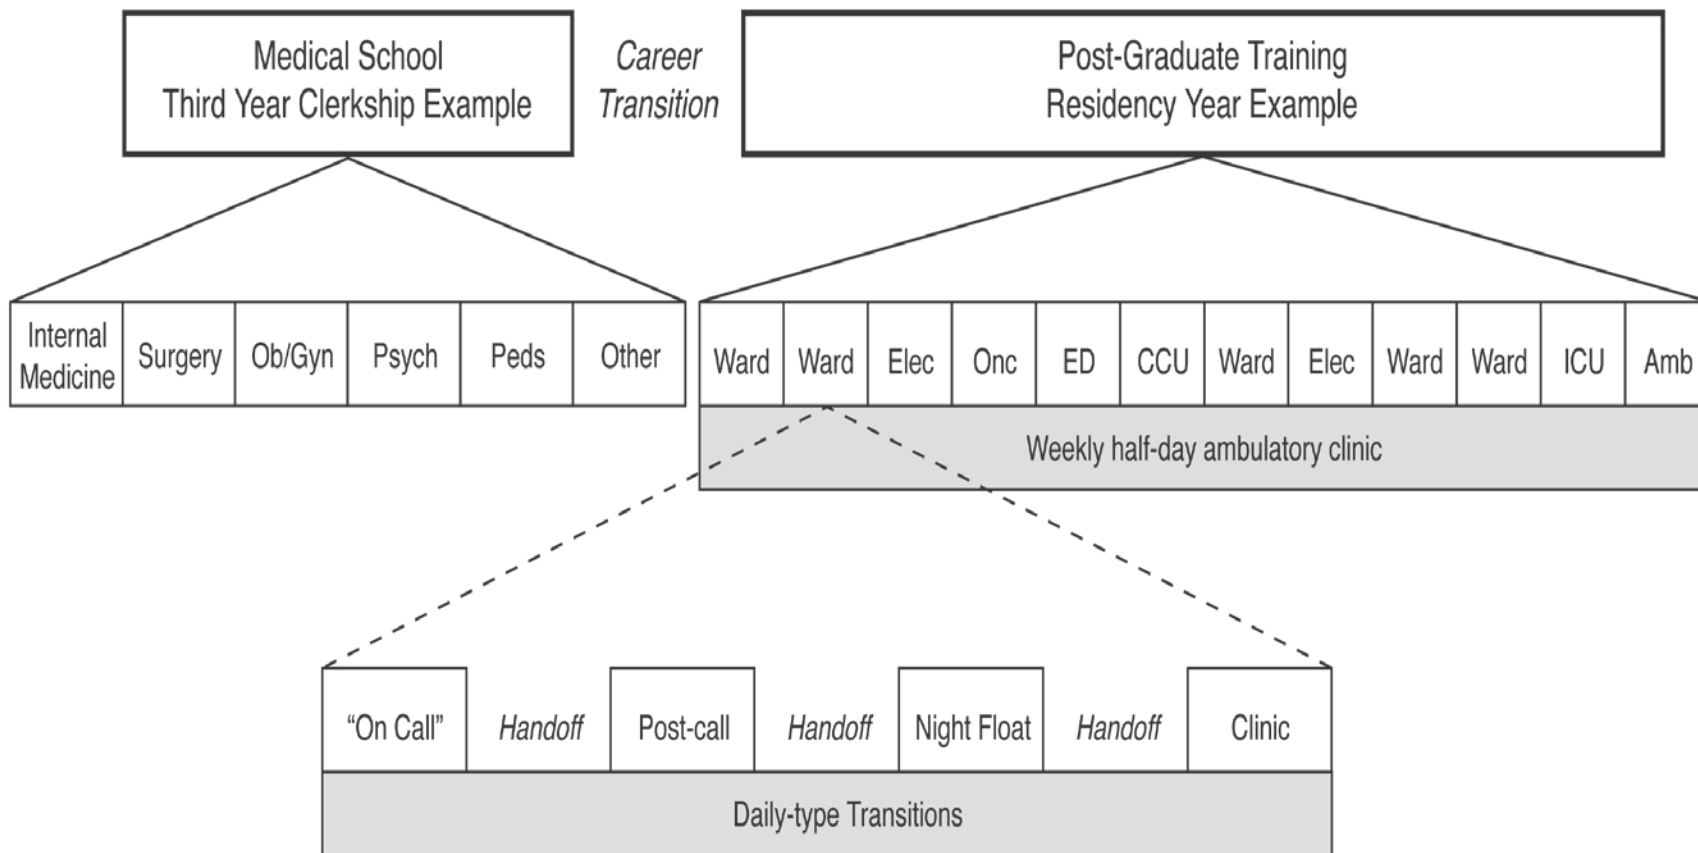 Medical School
Third Year Clerkship Example
Career
Transition
Post-Graduate Training
Residency Year Example
Internal
Medicine
Surgery
Ob/Gyn
Psych
Peds
Other
Ward
Ward
Elec
Onc
ED
CCU
Ward
Elec
Ward
Ward
ICU
Amb
Weekly half-day ambulatory clinic
“On Call”
Handoff
Post-call
Handoff
Night Float
Handoff
Clinic
Daily-type Transitions